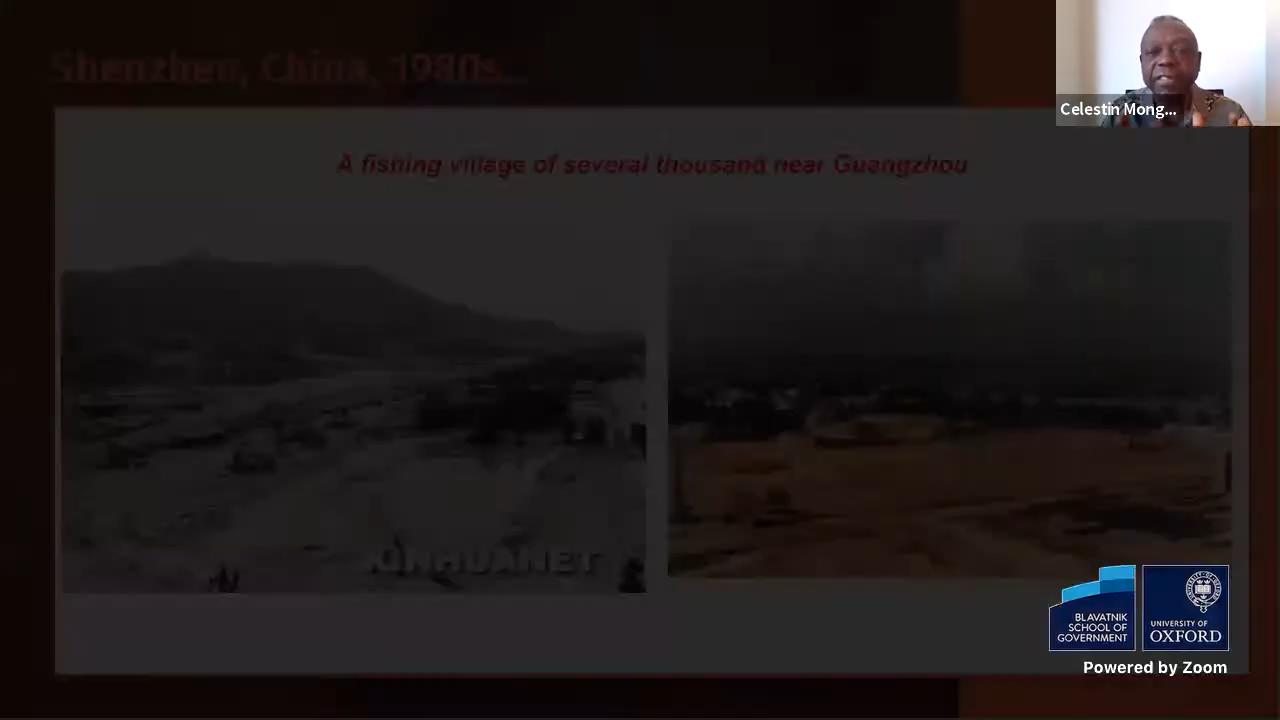 Shenzhen, China, 1980s...
Celestin Mong...
A fishing village of several thousand near Guangzhou
XINHUANET
BLAVATNIK
SCHOOL OF
GOVERNMENT
UNIVERSITY OF
OXFORD
Powered by Zoom